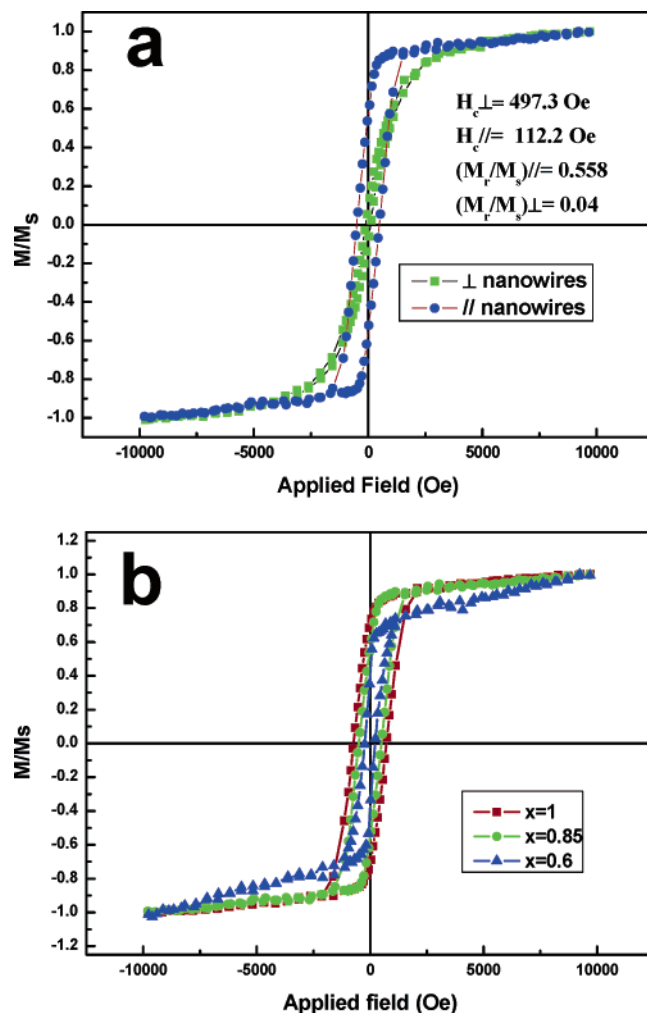 a
1.0
0.8
0.6
0.4
0.2
0.0
-0.2
-0.4
-0.6
-0.8
-1.0
M/MS
Hc⊥= 497.3 Oe
Hc//= 112.2 Oe
(Mr/Ms)//= 0.558
(Mr/Ms)⊥= 0.04
⊥ nanowires
// nanowires
-10000 -5000 0 5000 10000
Applied Field (Oe)
b
1.2
1.0
0.8
0.6
0.4
0.2
0.0
-0.2
-0.4
-0.6
-0.8
-1.0
-1.2
M/Ms
x=1
x=0.85
x=0.6
-10000 -5000 0 5000 10000
Applied field (Oe)